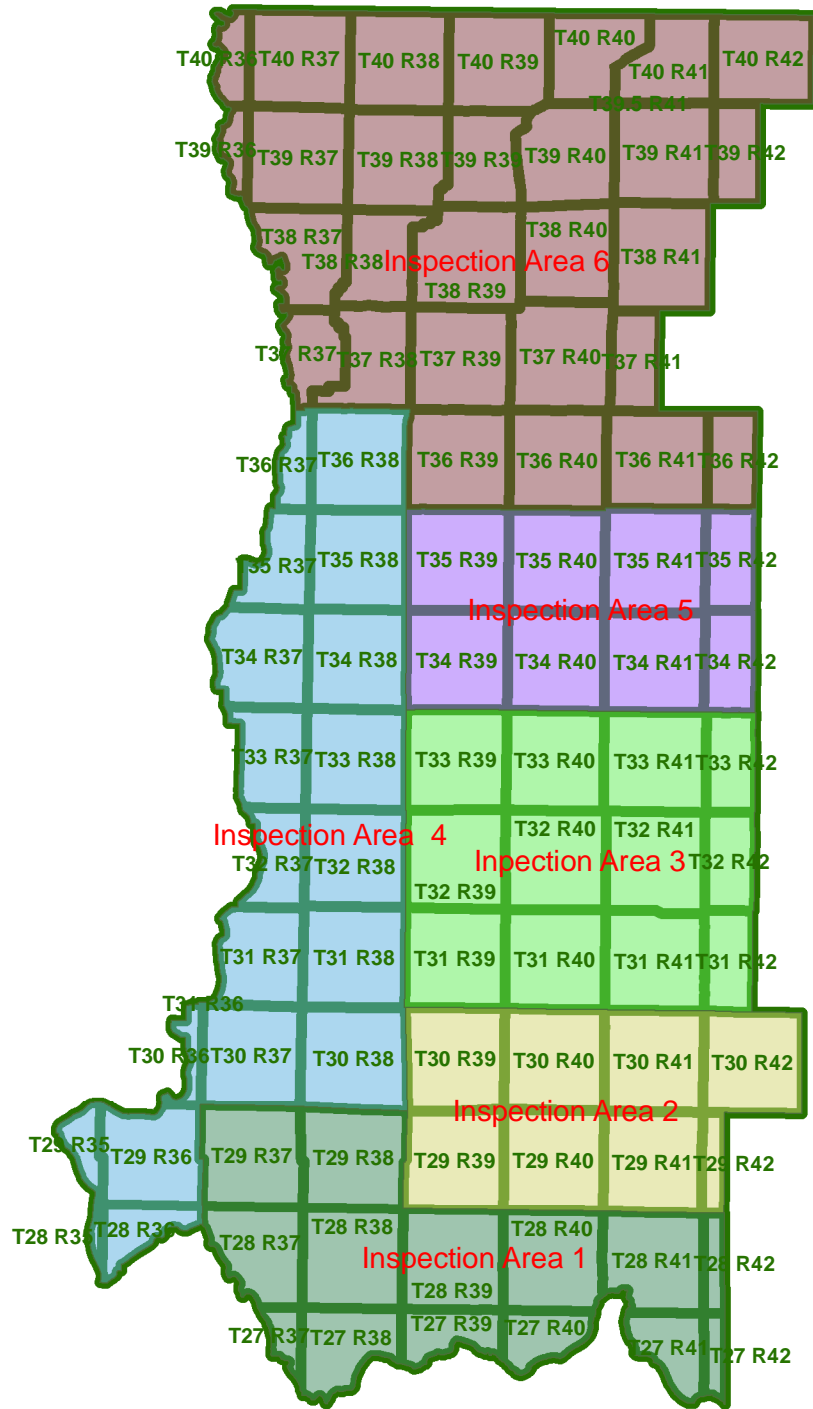 T40 R40
T40 R36 T40 R37 T40 R38 T40 R39 T40 R41 T40 R42
T39.5 R41
T39 R36 T39 R37 T39 R38 T39 R39 T39 R40 T39 R41 T39 R42
T38 R37 T38 R40
T38 R38 Inspection Area 6 T38 R41
T38 R39
T37 R37 T37 R38 T37 R39 T37 R40 T37 R41
T36 R37 T36 R38 T36 R39 T36 R40 T36 R41 T36 R42
T35 R37 T35 R38 T35 R39 T35 R40 T35 R41 T35 R42
Inspection Area 5
T34 R37 T34 R38 T34 R39 T34 R40 T34 R41 T34 R42
T33 R37 T33 R38 T33 R39 T33 R40 T33 R41 T33 R42
T32 R40 T32 R41
Inspection Area 4
T32 R37 T32 R38 Inpection Area 3 T32 R42
T32 R39
T31 R37 T31 R38 T31 R39 T31 R40 T31 R41 T31 R42
T31 R36
T30 R36 T30 R37 T30 R38 T30 R39 T30 R40 T30 R41 T30 R42
Inspection Area 2
T29 R35 T29 R36 T29 R37 T29 R38 T29 R39 T29 R40 T29 R41 T29 R42
T28 R35 T28 R36 T28 R37 T28 R38 T28 R40
Inspection Area 1 T28 R41 T28 R42
T28 R39
T27 R37 T27 R38 T27 R39 T27 R40 T27 R41 T27 R42